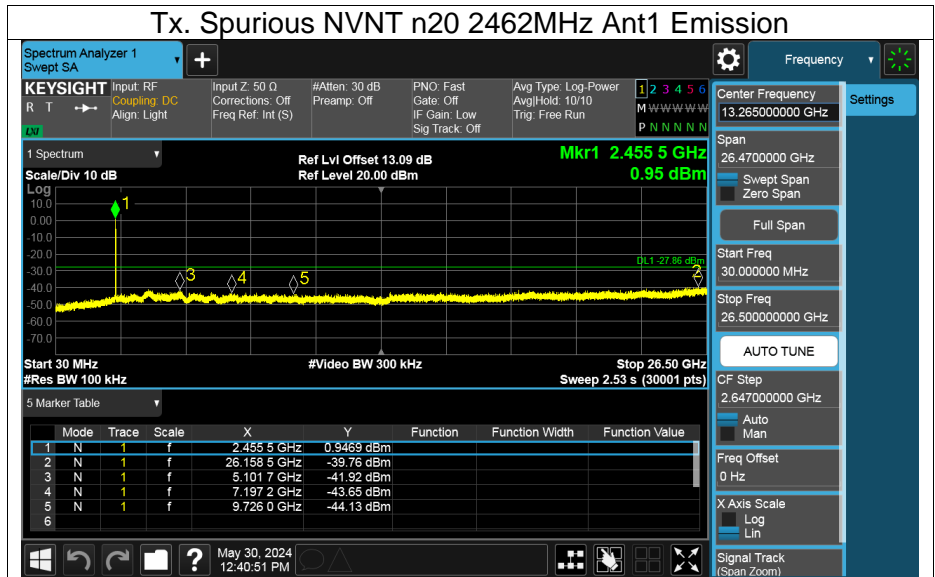 Tx. Spurious NVNT n20 2462MHz Ant1 Emission
Spectrum Analyzer 1
Swept SA
+
Frequency
KEYSIGHT
R T
LXI
Input: RF
Coupling: DC
Align: Light
Input Z: 50 Ω
Corrections: Off
Freq Ref: Int (S)
#Atten: 30 dB
Preamp: Off
PNO: Fast
Gate: Off
IF Gain: Low
Sig Track: Off
Avg Type: Log-Power
Avg|Hold: 10/10
Trig: Free Run
1 2 3 4 5 6
M W W W W W
P N N N N N
1 Spectrum
Scale/Div 10 dB
Ref Lvl Offset 13.09 dB
Ref Level 20.00 dBm
Mkr1 2.455 5 GHz
0.95 dBm
Log
10.0
0.00
-10.0
-20.0
-30.0
-40.0
-50.0
-60.0
-70.0
1
3
4
5
2
DL1 -27.86 dBm
Start 30 MHz
#Res BW 100 kHz
#Video BW 300 kHz
Stop 26.50 GHz
Sweep 2.53 s (30001 pts)
5 Marker Table
Mode Trace Scale X Y Function Function Width Function Value
1 N 1 f 2.455 5 GHz 0.9469 dBm
2 N 1 f 26.158 5 GHz -39.76 dBm
3 N 1 f 5.101 7 GHz -41.92 dBm
4 N 1 f 7.197 2 GHz -43.65 dBm
5 N 1 f 9.726 0 GHz -44.13 dBm
6
?
May 30, 2024
12:40:51 PM
Center Frequency
13.265000000 GHz
Settings
Span
26.4700000 GHz
Swept Span
Zero Span
Full Span
Start Freq
30.000000 MHz
Stop Freq
26.500000000 GHz
AUTO TUNE
CF Step
2.647000000 GHz
Auto
Man
Freq Offset
0 Hz
X Axis Scale
Log
Lin
Signal Track
(Span Zoom)